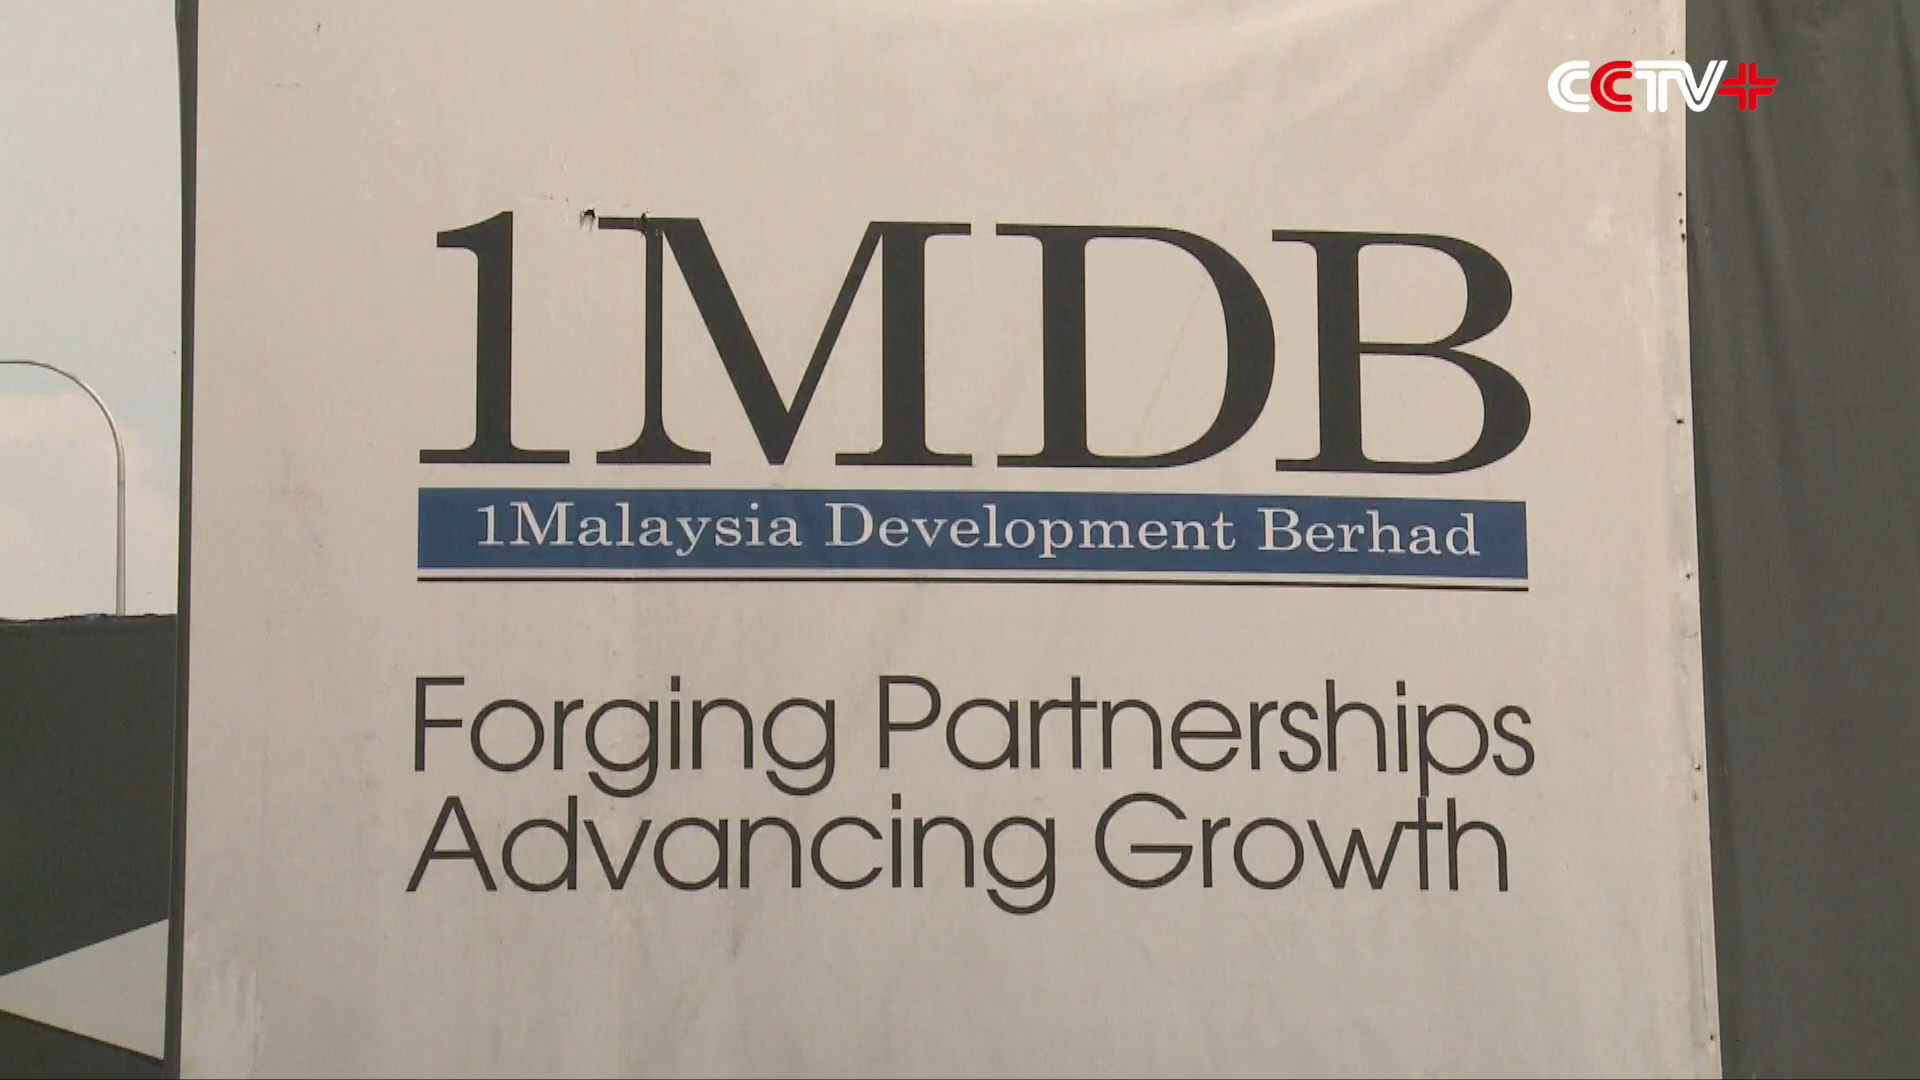 CCTV+
1MDB
1Malaysia Development Berhad
Forging Partnerships
Advancing Growth